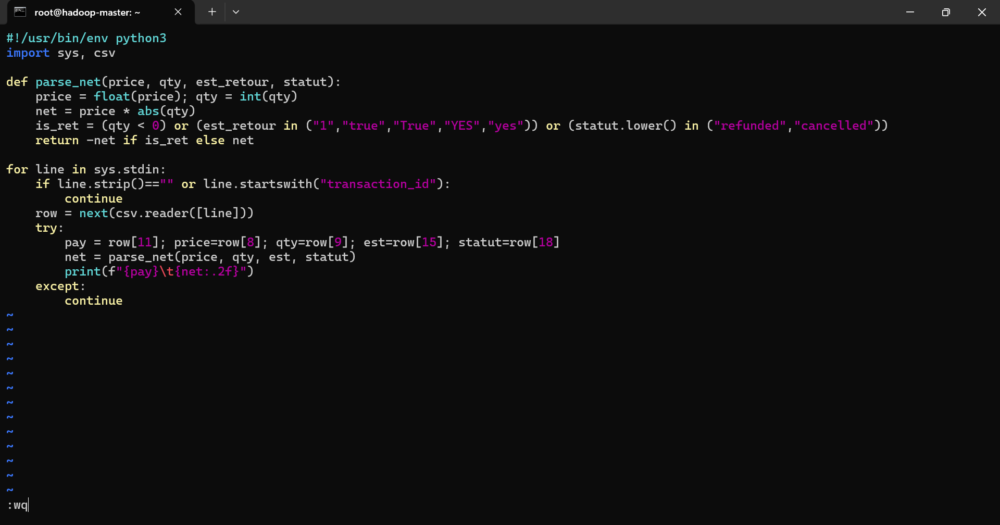 root@hadoop-master: ~
#!/usr/bin/env python3
import sys, csv

def parse_net(price, qty, est_retour, statut):
    price = float(price); qty = int(qty)
    net = price * abs(qty)
    is_ret = (qty < 0) or (est_retour in ("1","true","True","YES","yes")) or (statut.lower() in ("refunded","cancelled"))
    return -net if is_ret else net

for line in sys.stdin:
    if line.strip()=="" or line.startswith("transaction_id"):
        continue
    row = next(csv.reader([line]))
    try:
        pay = row[11]; price=row[8]; qty=row[9]; est=row[15]; statut=row[18]
        net = parse_net(price, qty, est, statut)
        print(f"{pay}\t{net:.2f}")
    except:
        continue
~
~
~
~
~
~
~
~
~
~
~
~
~
:wq